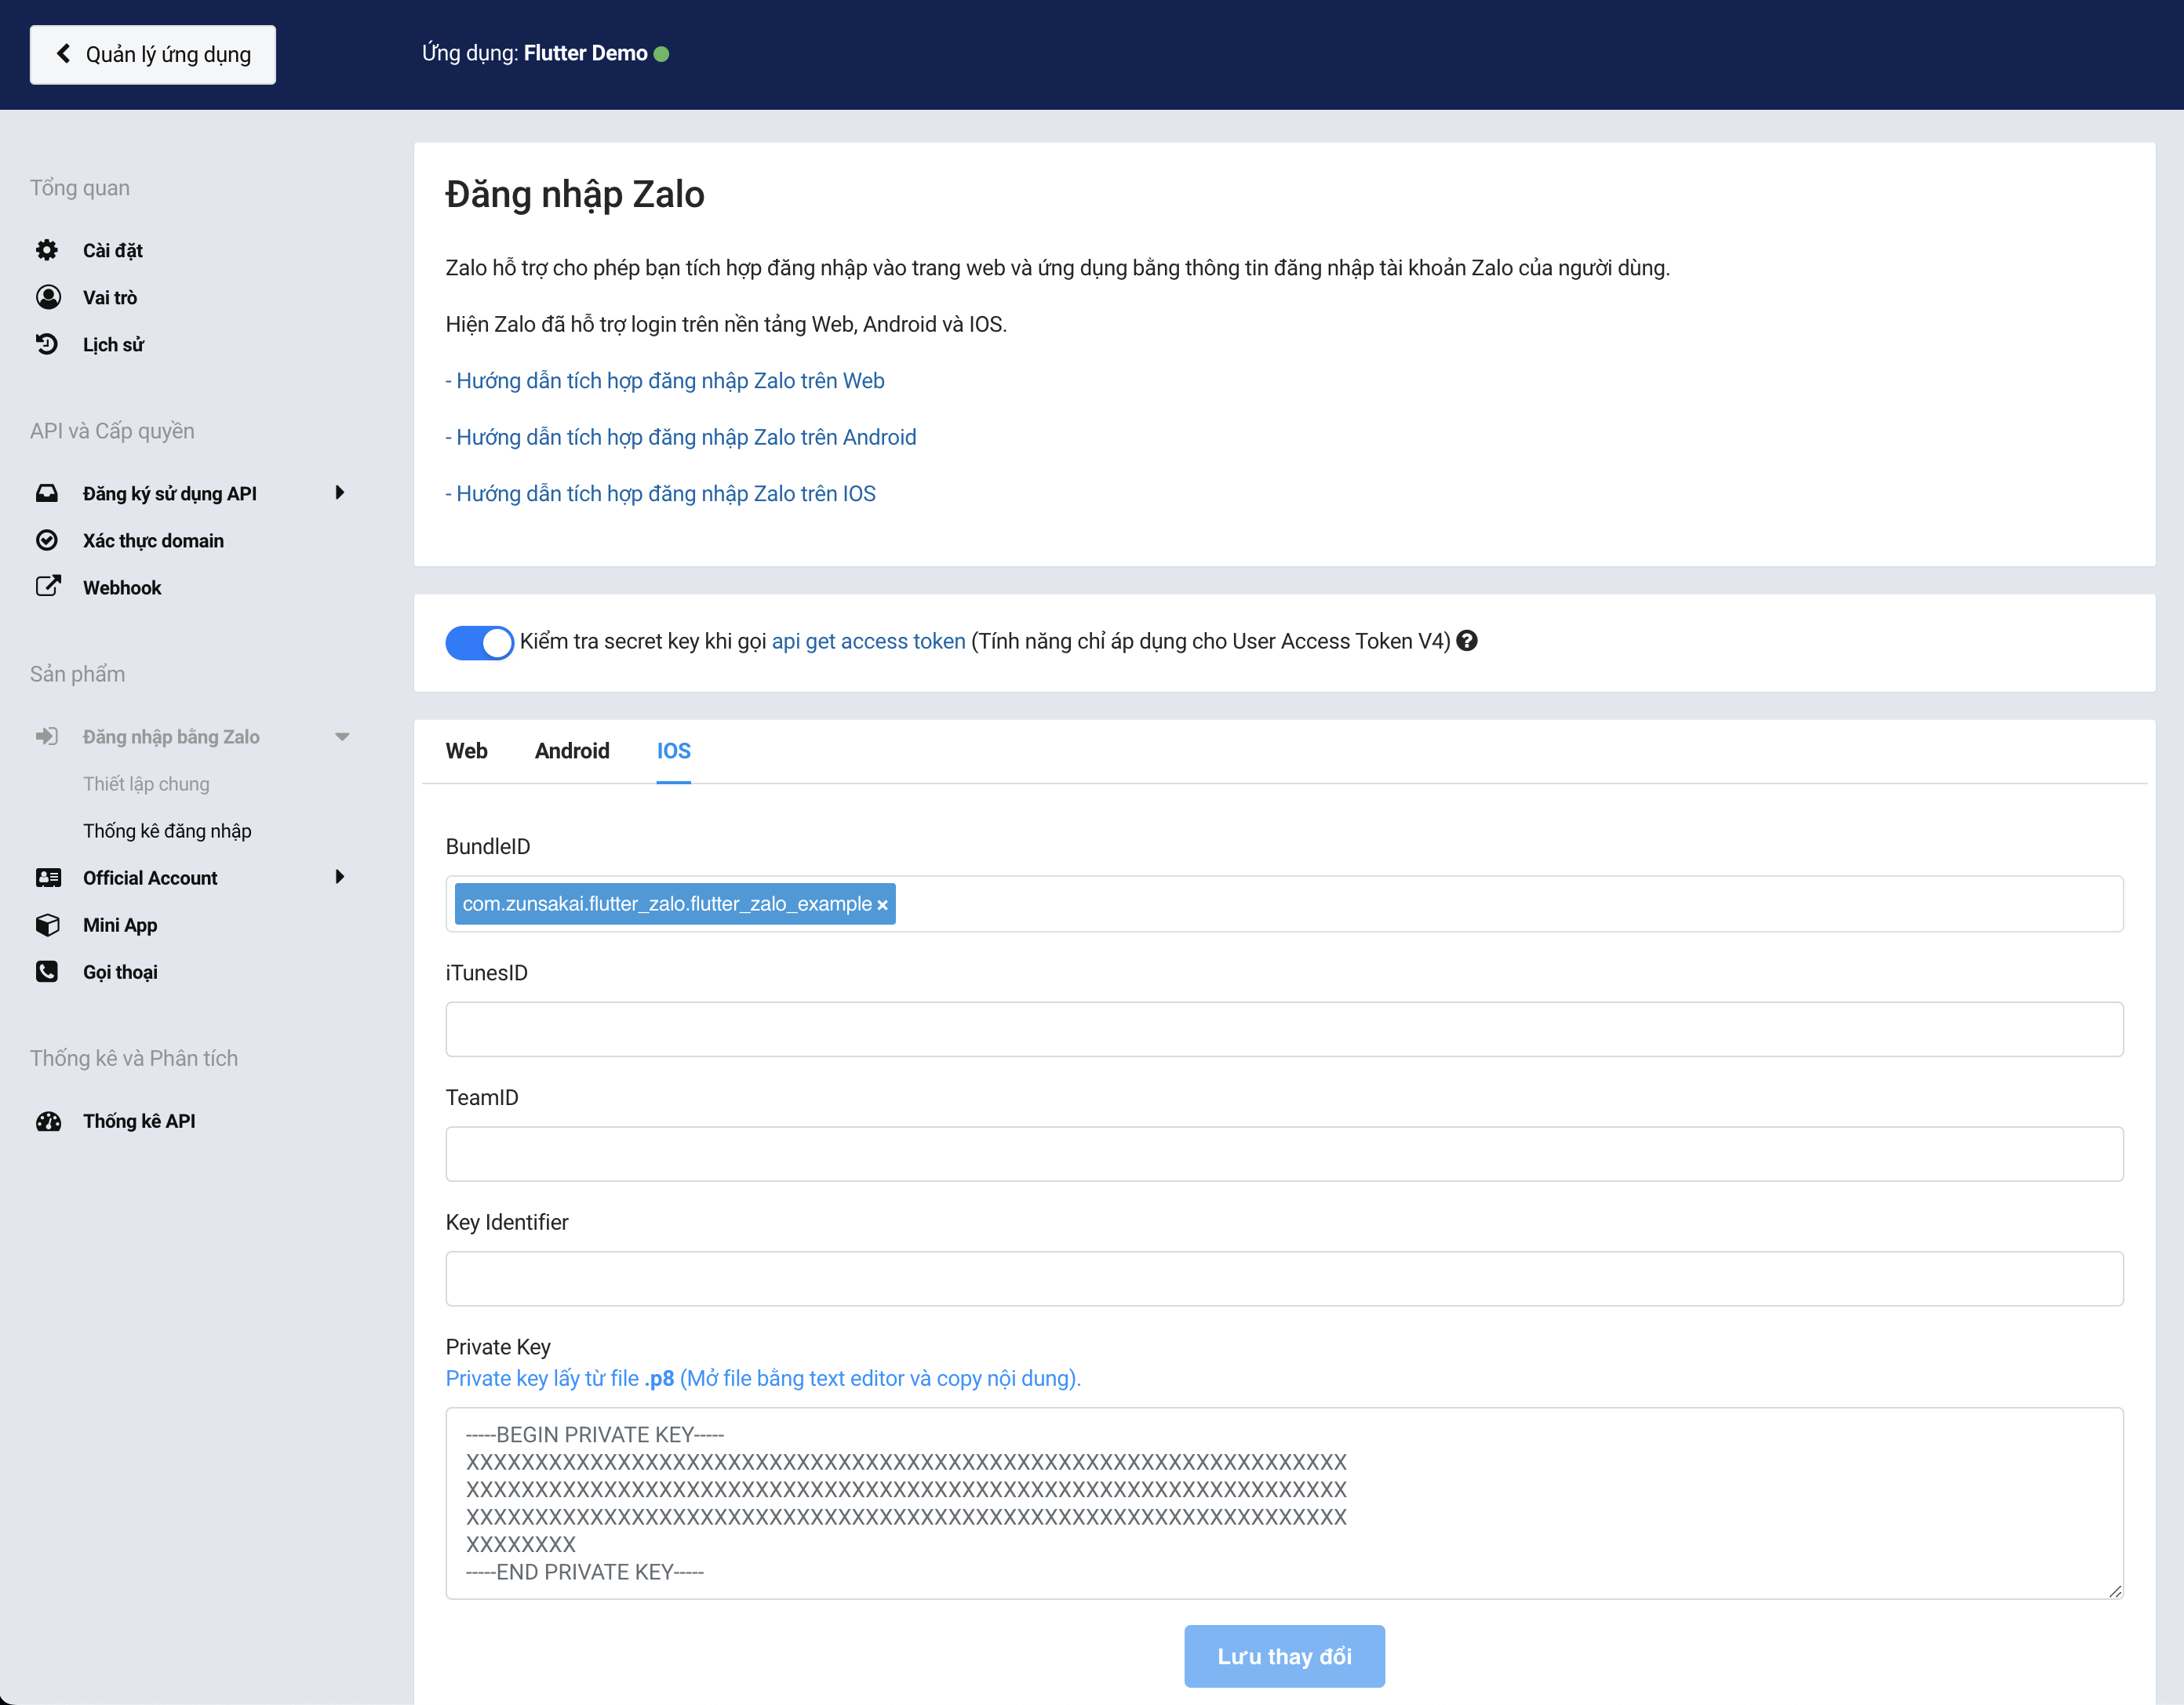 Quản lý ứng dụng
Ứng dụng: Flutter Demo
Tổng quan
Cài đặt
Vai trò
Lịch sử
API và Cấp quyền
Đăng ký sử dụng API
Xác thực domain
Webhook
Sản phẩm
Đăng nhập bằng Zalo
Thiết lập chung
Thống kê đăng nhập
Official Account
Mini App
Gọi thoại
Thống kê và Phân tích
Thống kê API
Đăng nhập Zalo
Zalo hỗ trợ cho phép bạn tích hợp đăng nhập vào trang web và ứng dụng bằng thông tin đăng nhập tài khoản Zalo của người dùng.
Hiện Zalo đã hỗ trợ login trên nền tảng Web, Android và IOS.
- Hướng dẫn tích hợp đăng nhập Zalo trên Web
- Hướng dẫn tích hợp đăng nhập Zalo trên Android
- Hướng dẫn tích hợp đăng nhập Zalo trên IOS
Kiểm tra secret key khi gọi api get access token (Tính năng chỉ áp dụng cho User Access Token V4)
Web Android IOS
BundleID
com.zunsakai.flutter_zalo.flutter_zalo_example ×
iTunesID
TeamID
Key Identifier
Private Key
Private key lấy từ file .p8 (Mở file bằng text editor và copy nội dung).
-----BEGIN PRIVATE KEY-----
XXXXXXXXXXXXXXXXXXXXXXXXXXXXXXXXXXXXXXXXXXXXXXXXXXXXXXXXXXXXXXXX
XXXXXXXXXXXXXXXXXXXXXXXXXXXXXXXXXXXXXXXXXXXXXXXXXXXXXXXXXXXXXXXX
XXXXXXXXXXXXXXXXXXXXXXXXXXXXXXXXXXXXXXXXXXXXXXXXXXXXXXXXXXXXXXXX
XXXXXXXX
-----END PRIVATE KEY-----
Lưu thay đổi